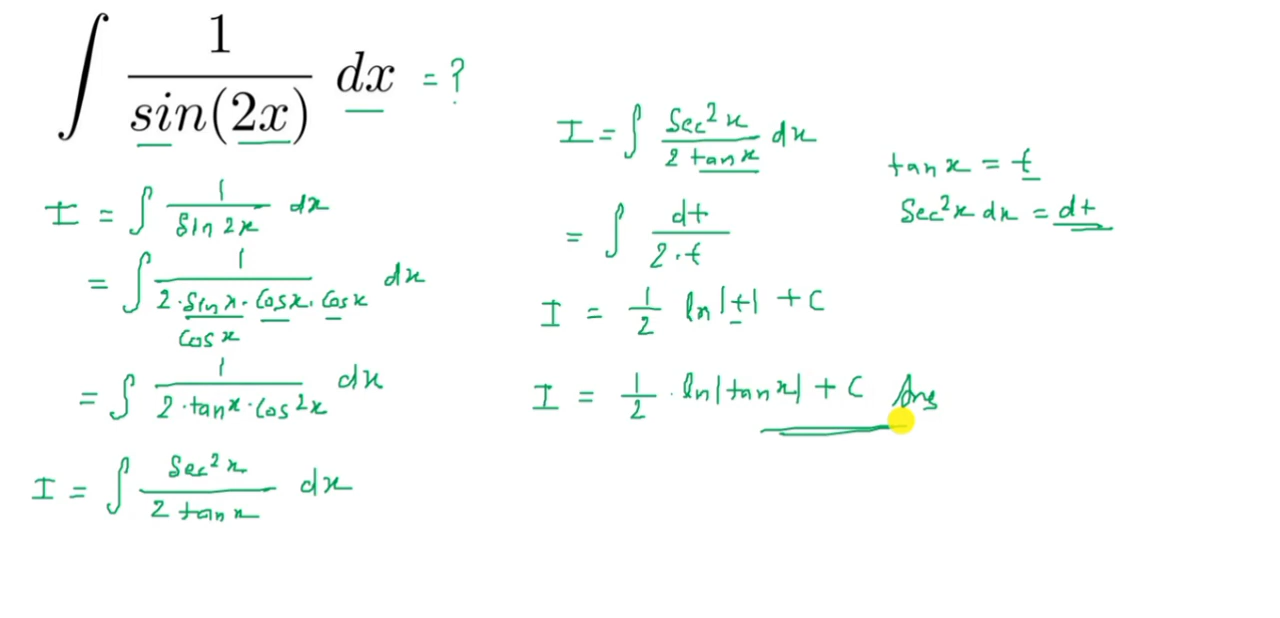 ∫ 1/sin(2x) dx = ?
I = ∫ 1/Sin 2x dx
= ∫ 1/(2·Sin x·Cos x·Cos x / Cos x) dx
= ∫ 1/(2·tan x·Cos²x) dx
I = ∫ Sec²x/(2 tan x) dx
I = ∫ Sec²x/(2 tan x) dx
tan x = t
Sec²x dx = dt
= ∫ dt/(2·t)
I = 1/2 ln|t| + C
I = 1/2 · ln|tan x| + C Ans